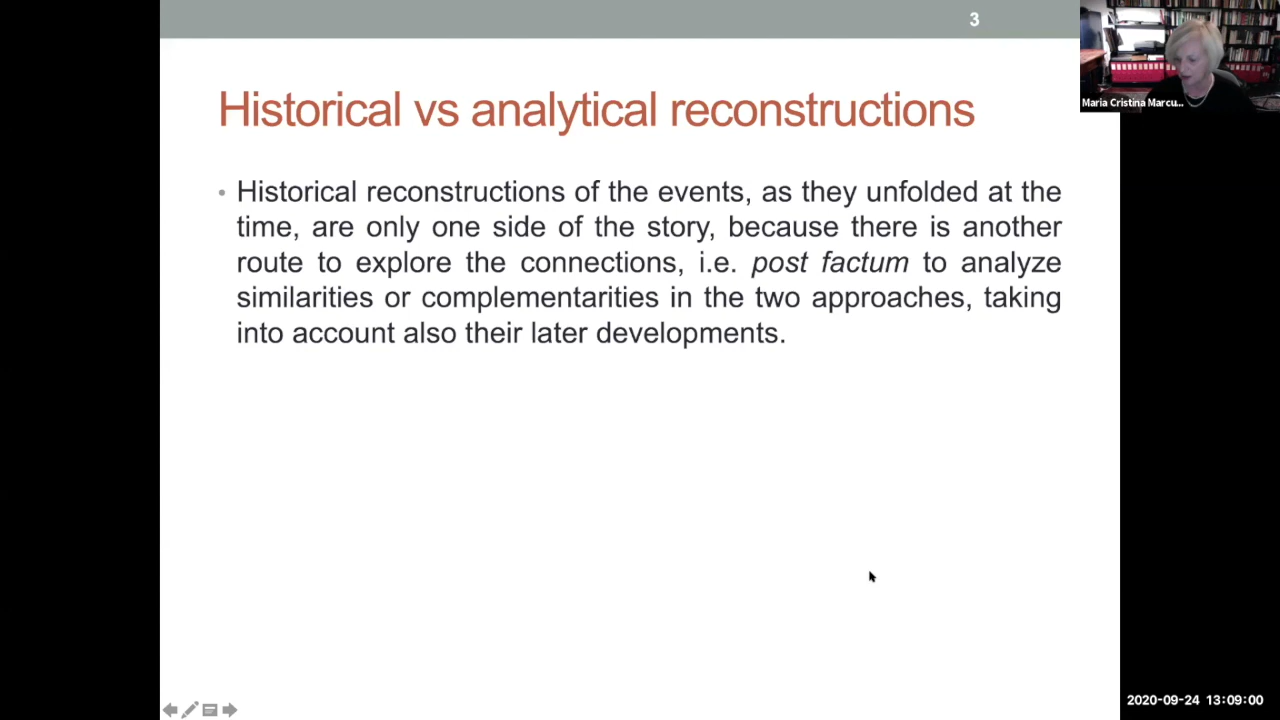 3
Historical vs analytical reconstructions
• Historical reconstructions of the events, as they unfolded at the
time, are only one side of the story, because there is another
route to explore the connections, i.e. post factum to analyze
similarities or complementarities in the two approaches, taking
into account also their later developments.
Maria Cristina Marcu...
2020-09-24 13:09:00